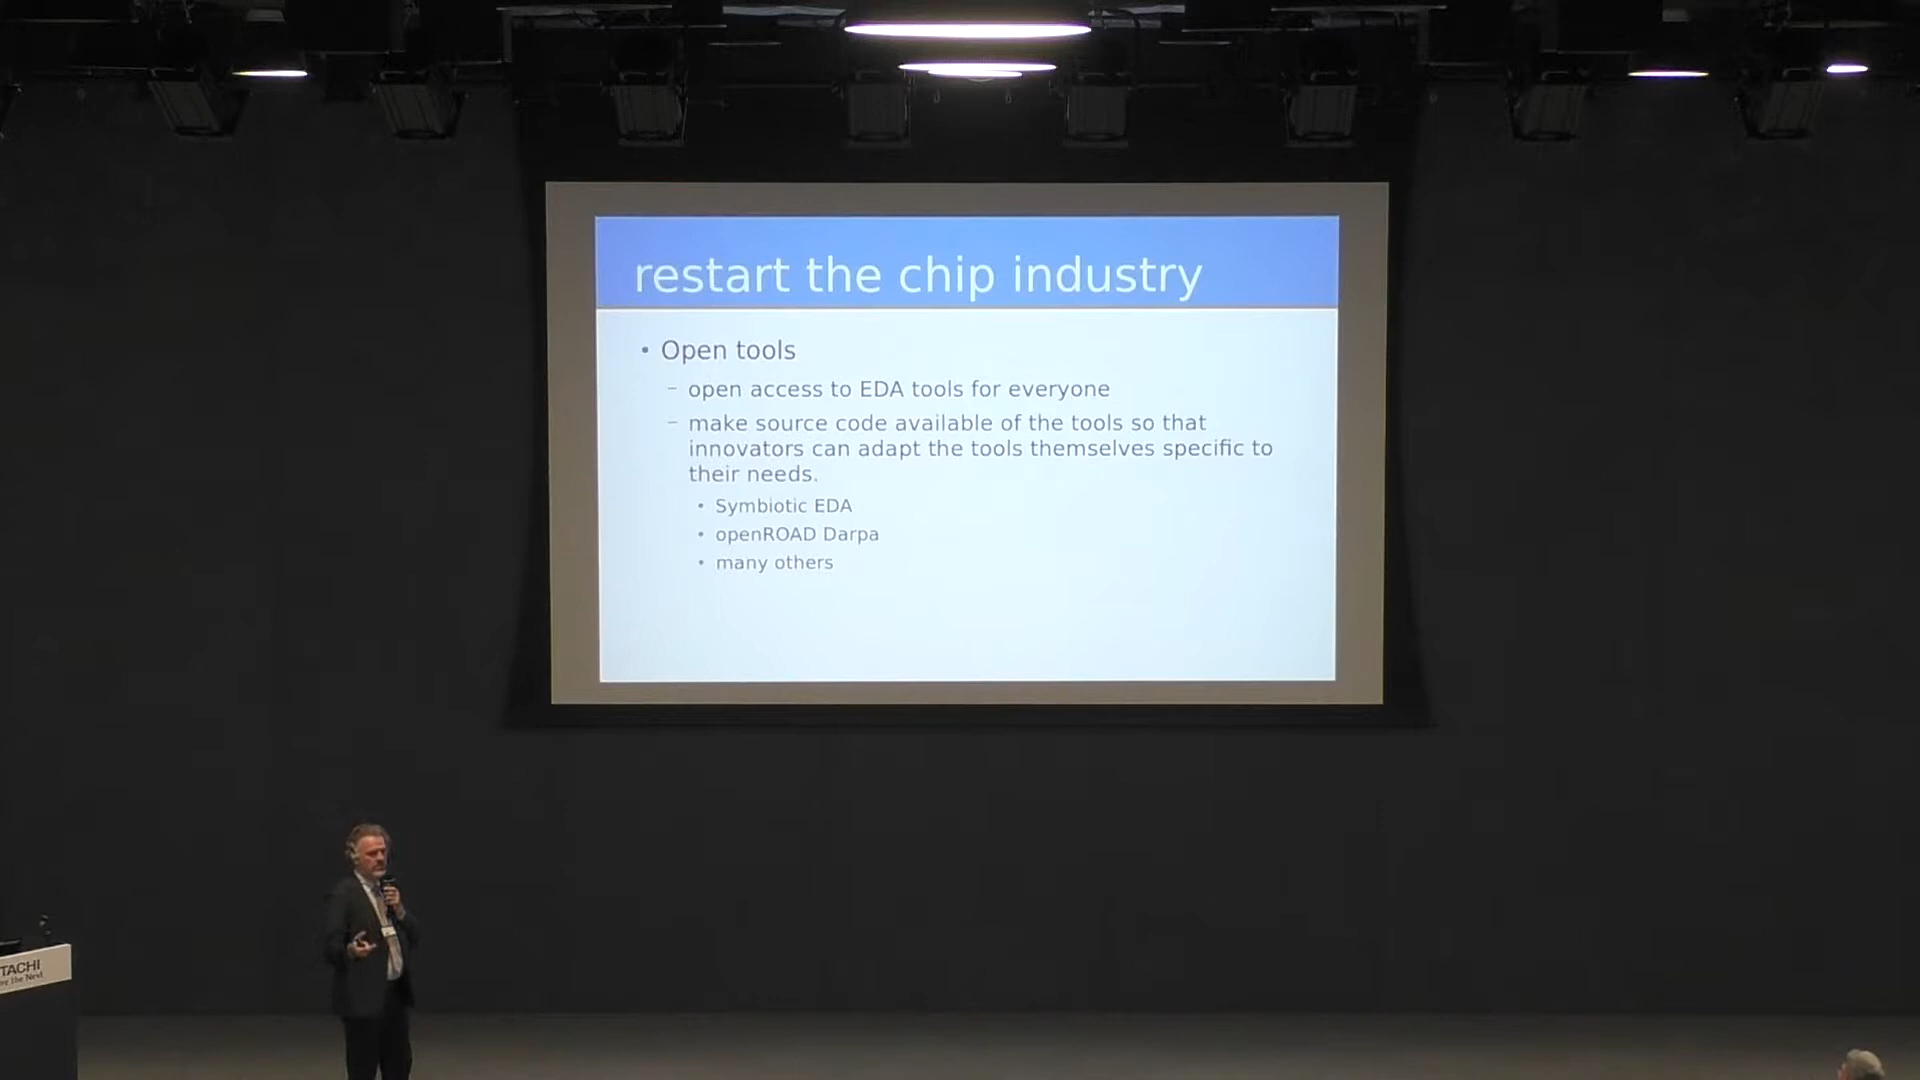 restart the chip industry
• Open tools
– open access to EDA tools for everyone
– make source code available of the tools so that
innovators can adapt the tools themselves specific to
their needs.
• Symbiotic EDA
• openROAD Darpa
• many others
TACHI
the Next